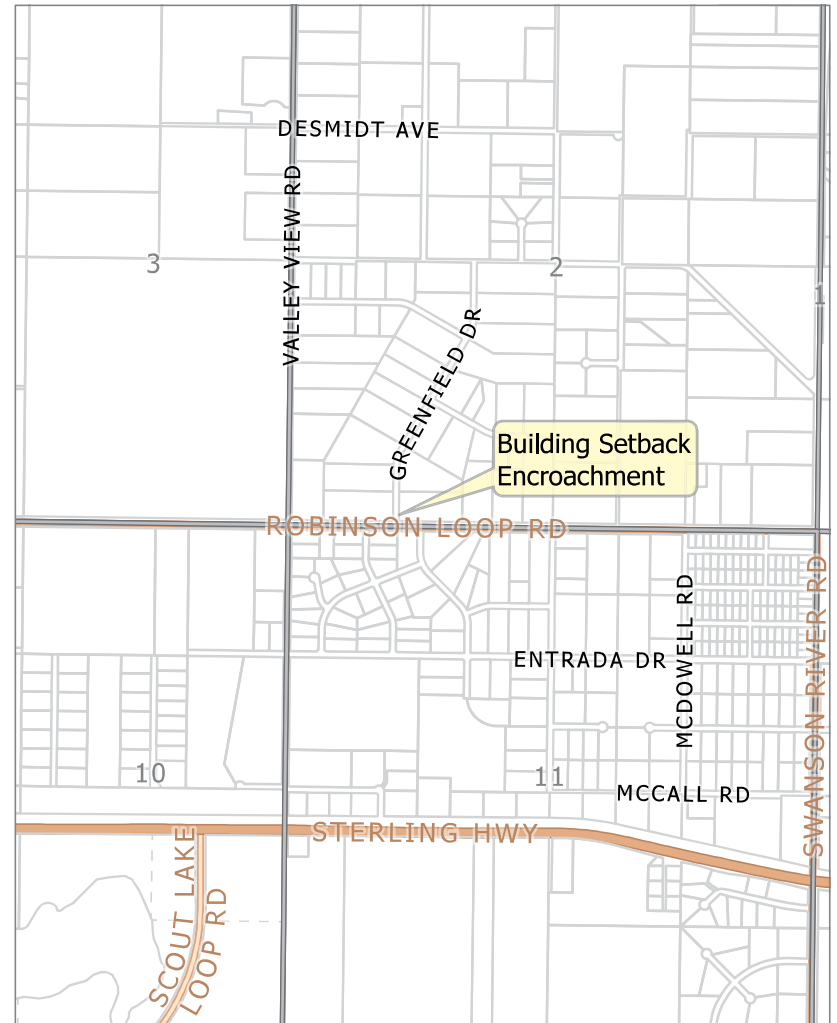 DESMIDT AVE
VALLEY VIEW RD
3
2
1
GREENFIELD DR
Building Setback
Encroachment
ROBINSON LOOP RD
MCDOWELL RD
SWANSON RIVER RD
ENTRADA DR
10
11
MCCALL RD
STERLING HWY
SCOUT LAKE
LOOP RD